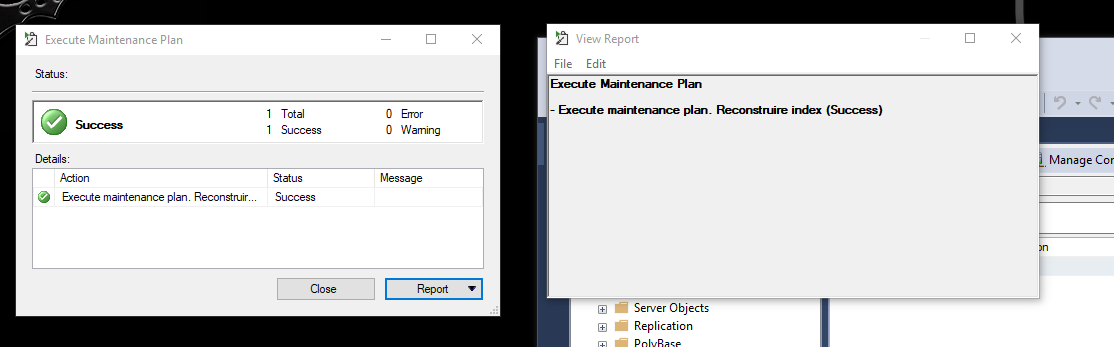 Execute Maintenance Plan
Status:
Success
1 Total 0 Error
1 Success 0 Warning
Details:
Action Status Message
Execute maintenance plan. Reconstruir... Success
Close Report
View Report
File Edit
Execute Maintenance Plan
- Execute maintenance plan. Reconstruire index (Success)
Manage Con
on
Server Objects
Replication
PolyBase